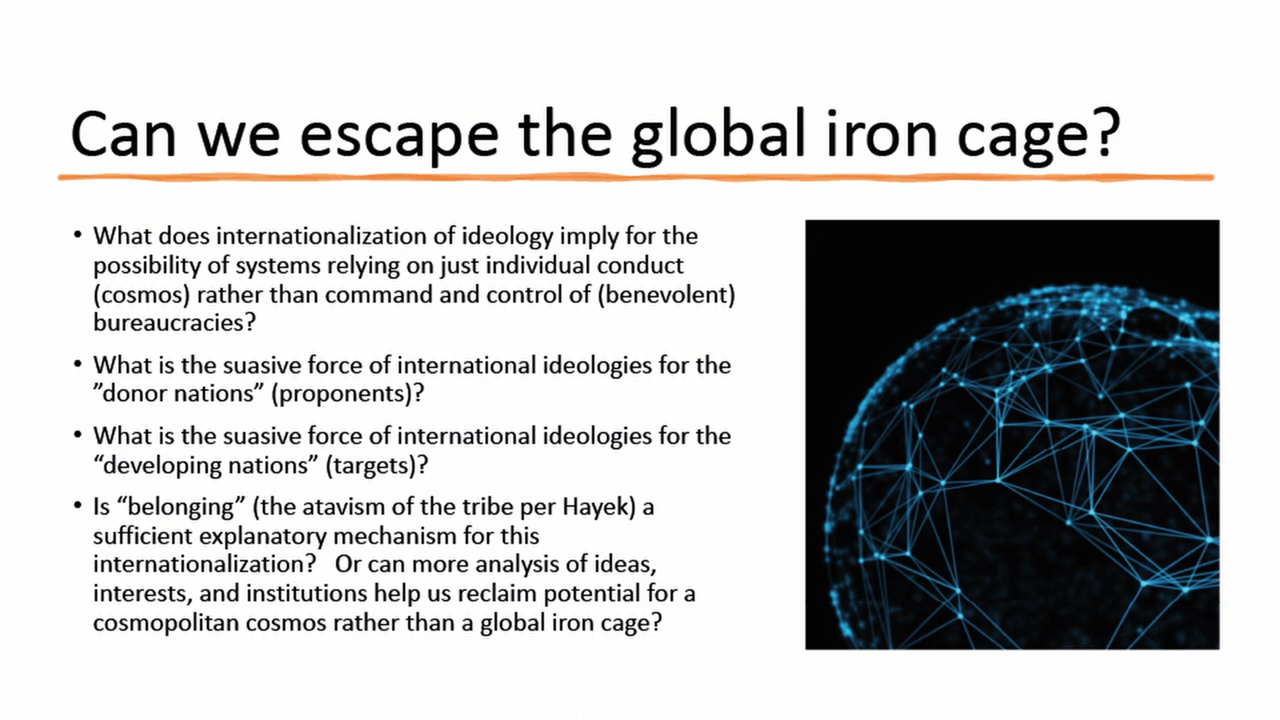 Can we escape the global iron cage?
• What does internationalization of ideology imply for the
possibility of systems relying on just individual conduct
(cosmos) rather than command and control of (benevolent)
bureaucracies?
• What is the suasive force of international ideologies for the
”donor nations” (proponents)?
• What is the suasive force of international ideologies for the
“developing nations” (targets)?
• Is “belonging” (the atavism of the tribe per Hayek) a
sufficient explanatory mechanism for this
internationalization?   Or can more analysis of ideas,
interests, and institutions help us reclaim potential for a
cosmopolitan cosmos rather than a global iron cage?